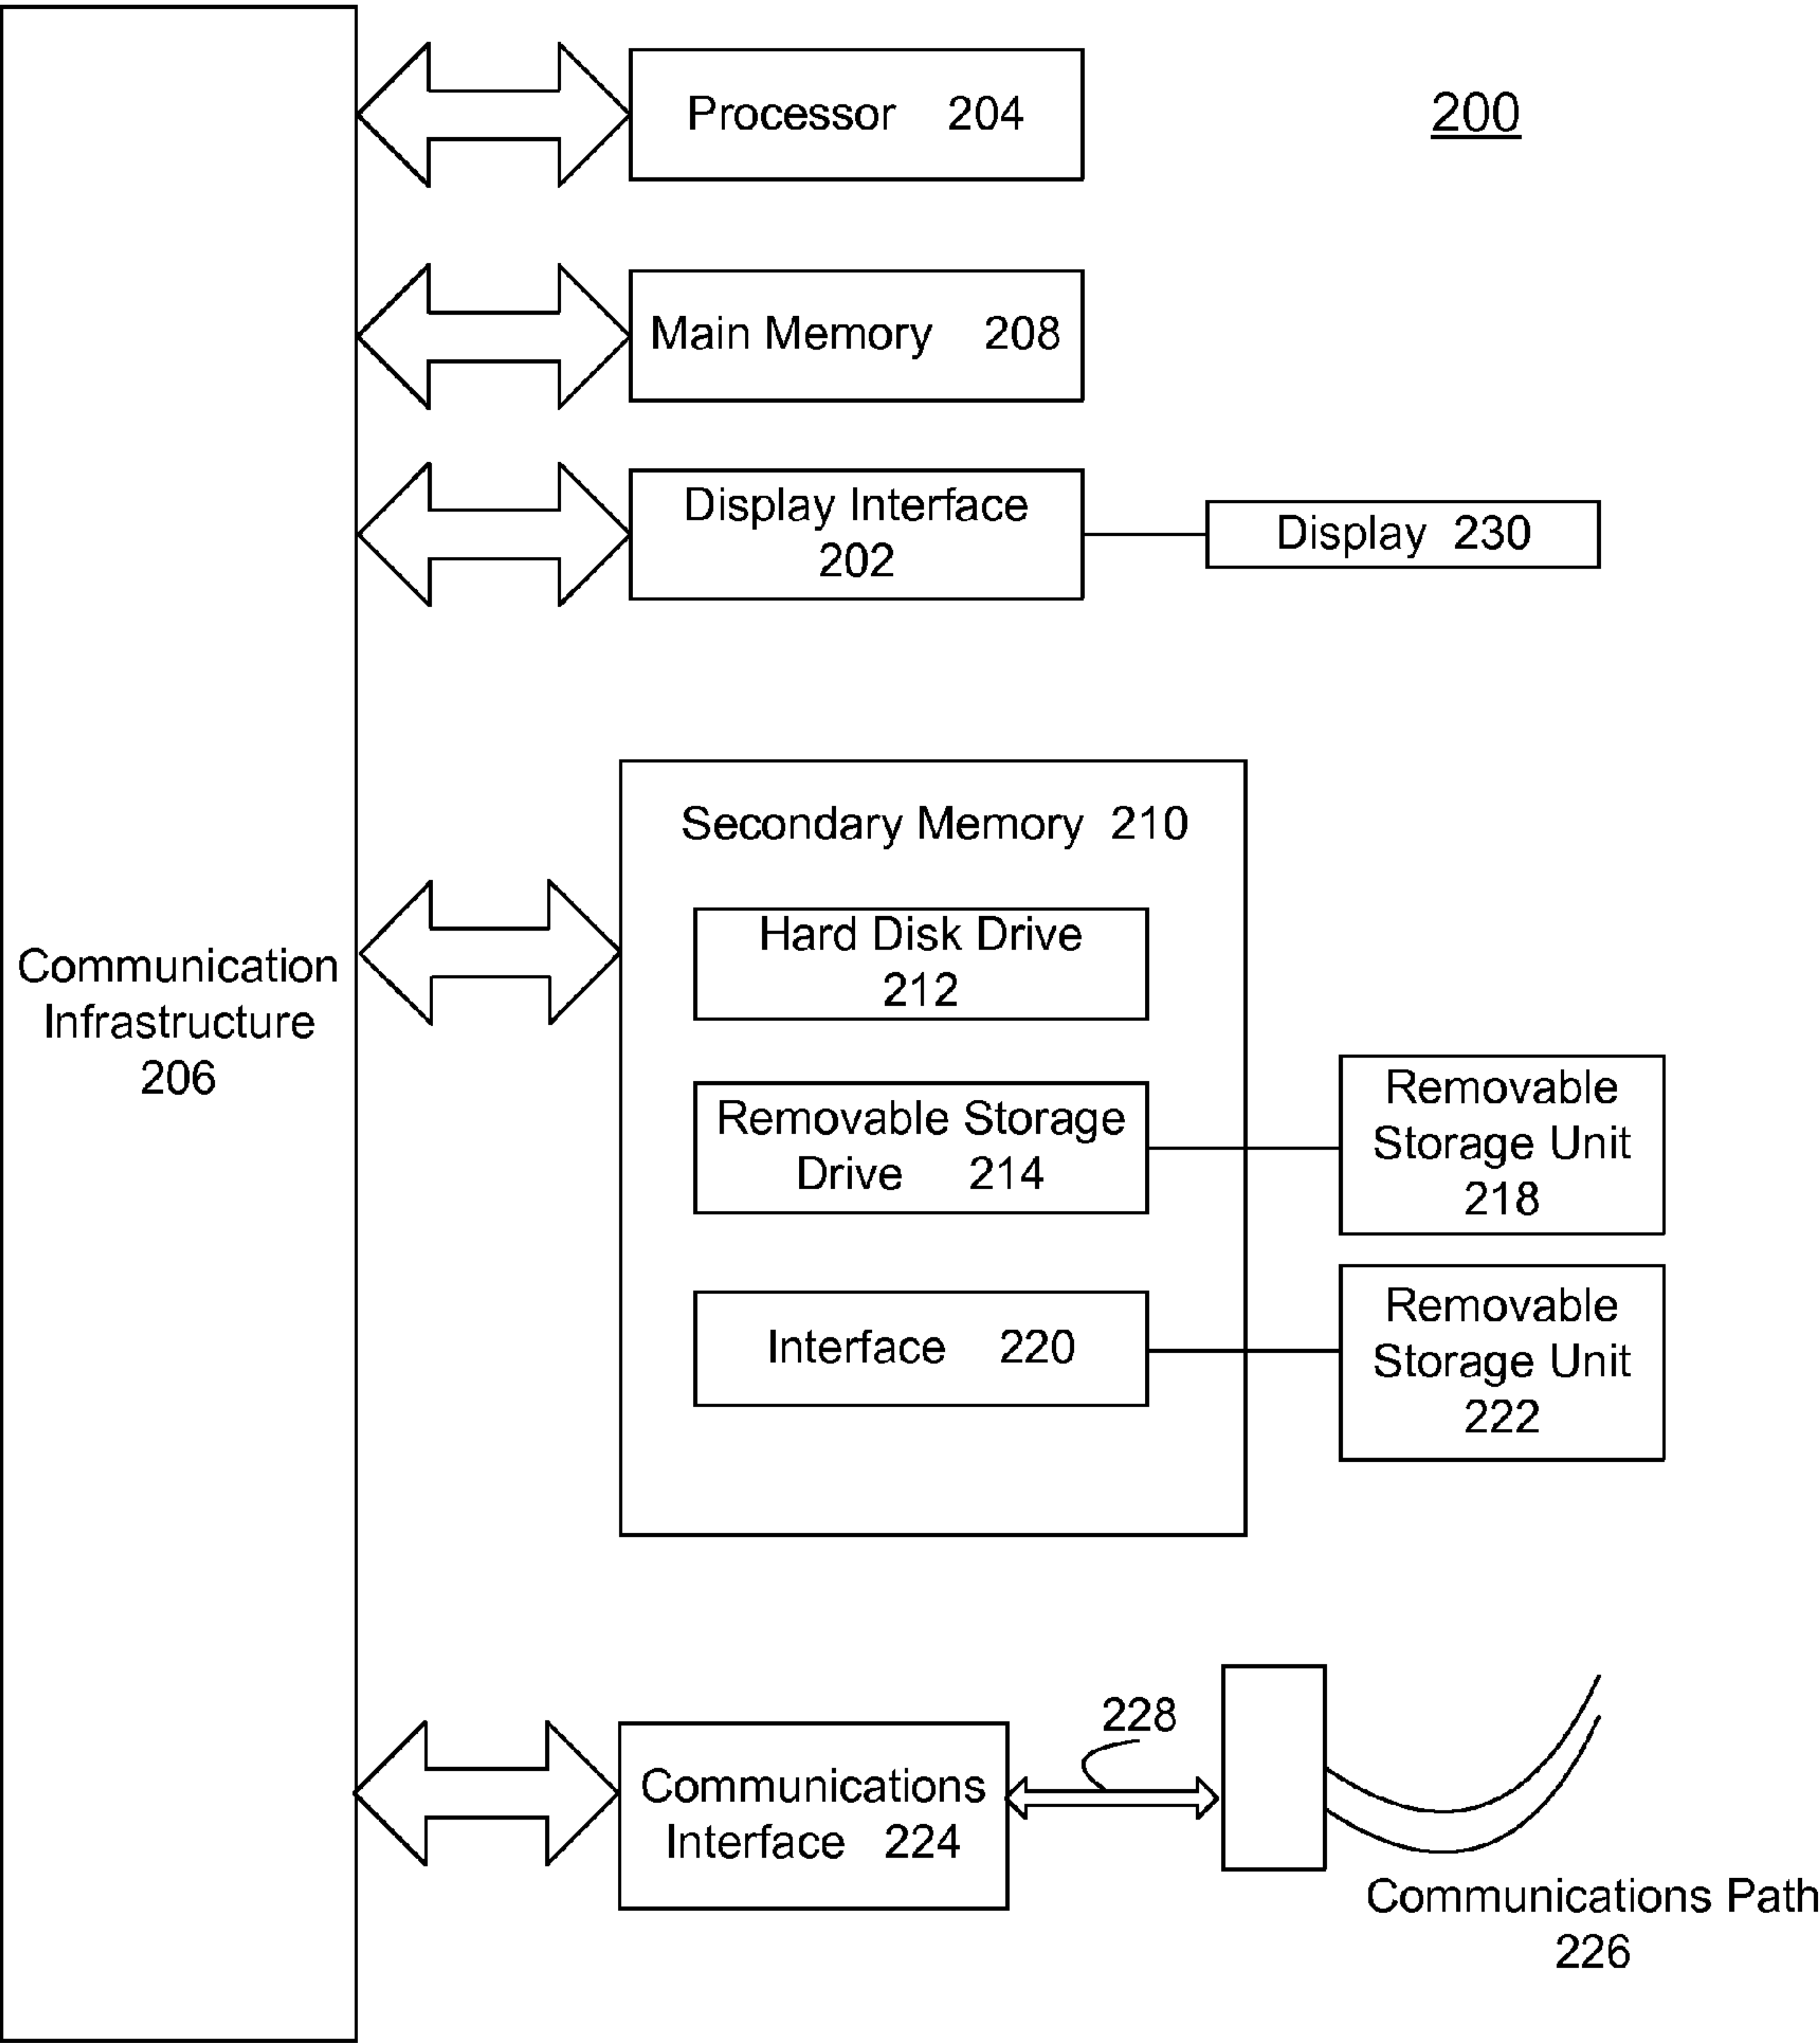 Processor 204
200
Main Memory 208
Display Interface
202
Display 230
Secondary Memory 210
Hard Disk Drive
212
Communication
Infrastructure
206
Removable Storage
Drive 214
Removable
Storage Unit
218
Interface 220
Removable
Storage Unit
222
228
Communications
Interface 224
Communications Path
226